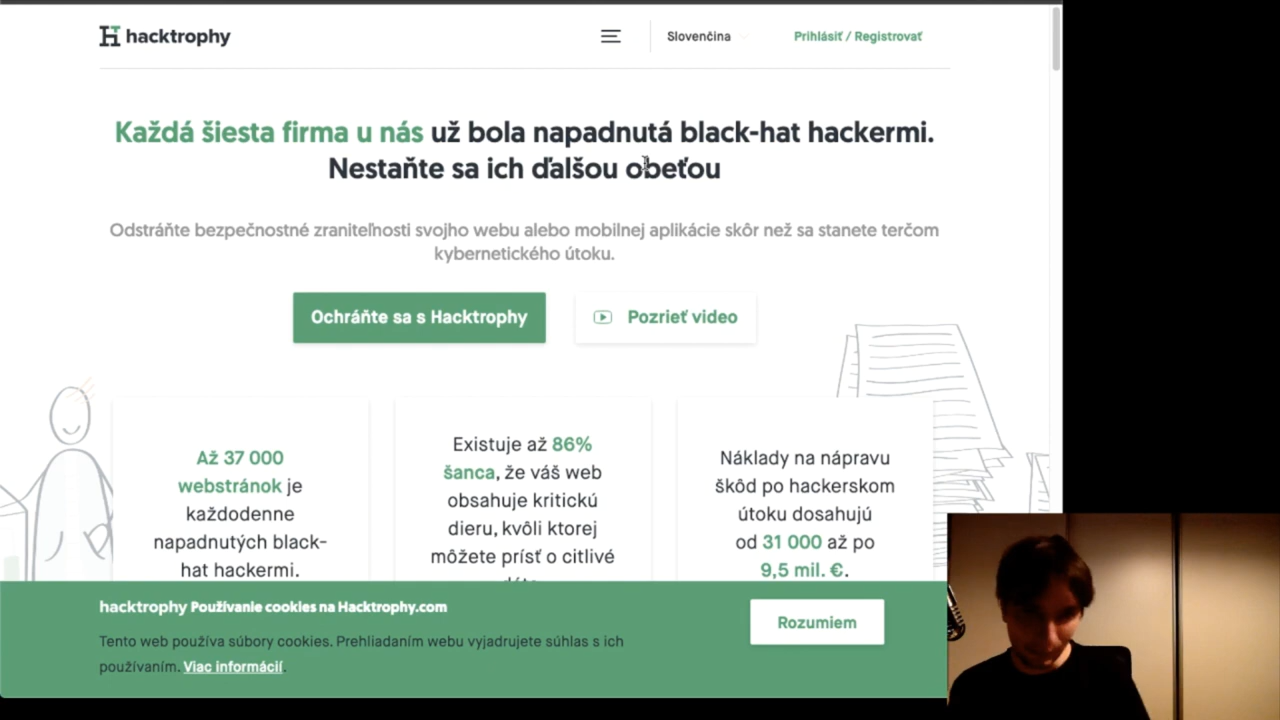 hacktrophy
Slovenčina
Prihlásiť / Registrovať
Každá šiesta firma u nás už bola napadnutá black-hat hackermi.
Nestaňte sa ich ďalšou obeťou
Odstráňte bezpečnostné zraniteľnosti svojho webu alebo mobilnej aplikácie skôr než sa stanete terčom
kybernetického útoku.
Ochráňte sa s Hacktrophy
Pozrieť video
Až 37 000
webstránok je
každodenne
napadnutých black-
hat hackermi.
Existuje až 86%
šanca, že váš web
obsahuje kritickú
dieru, kvôli ktorej
môžete prísť o citlivé
Náklady na nápravu
škôd po hackerskom
útoku dosahujú
od 31 000 až po
9,5 mil. €.
hacktrophy Používanie cookies na Hacktrophy.com
Tento web používa súbory cookies. Prehliadaním webu vyjadrujete súhlas s ich
používaním. Viac informácií.
Rozumiem